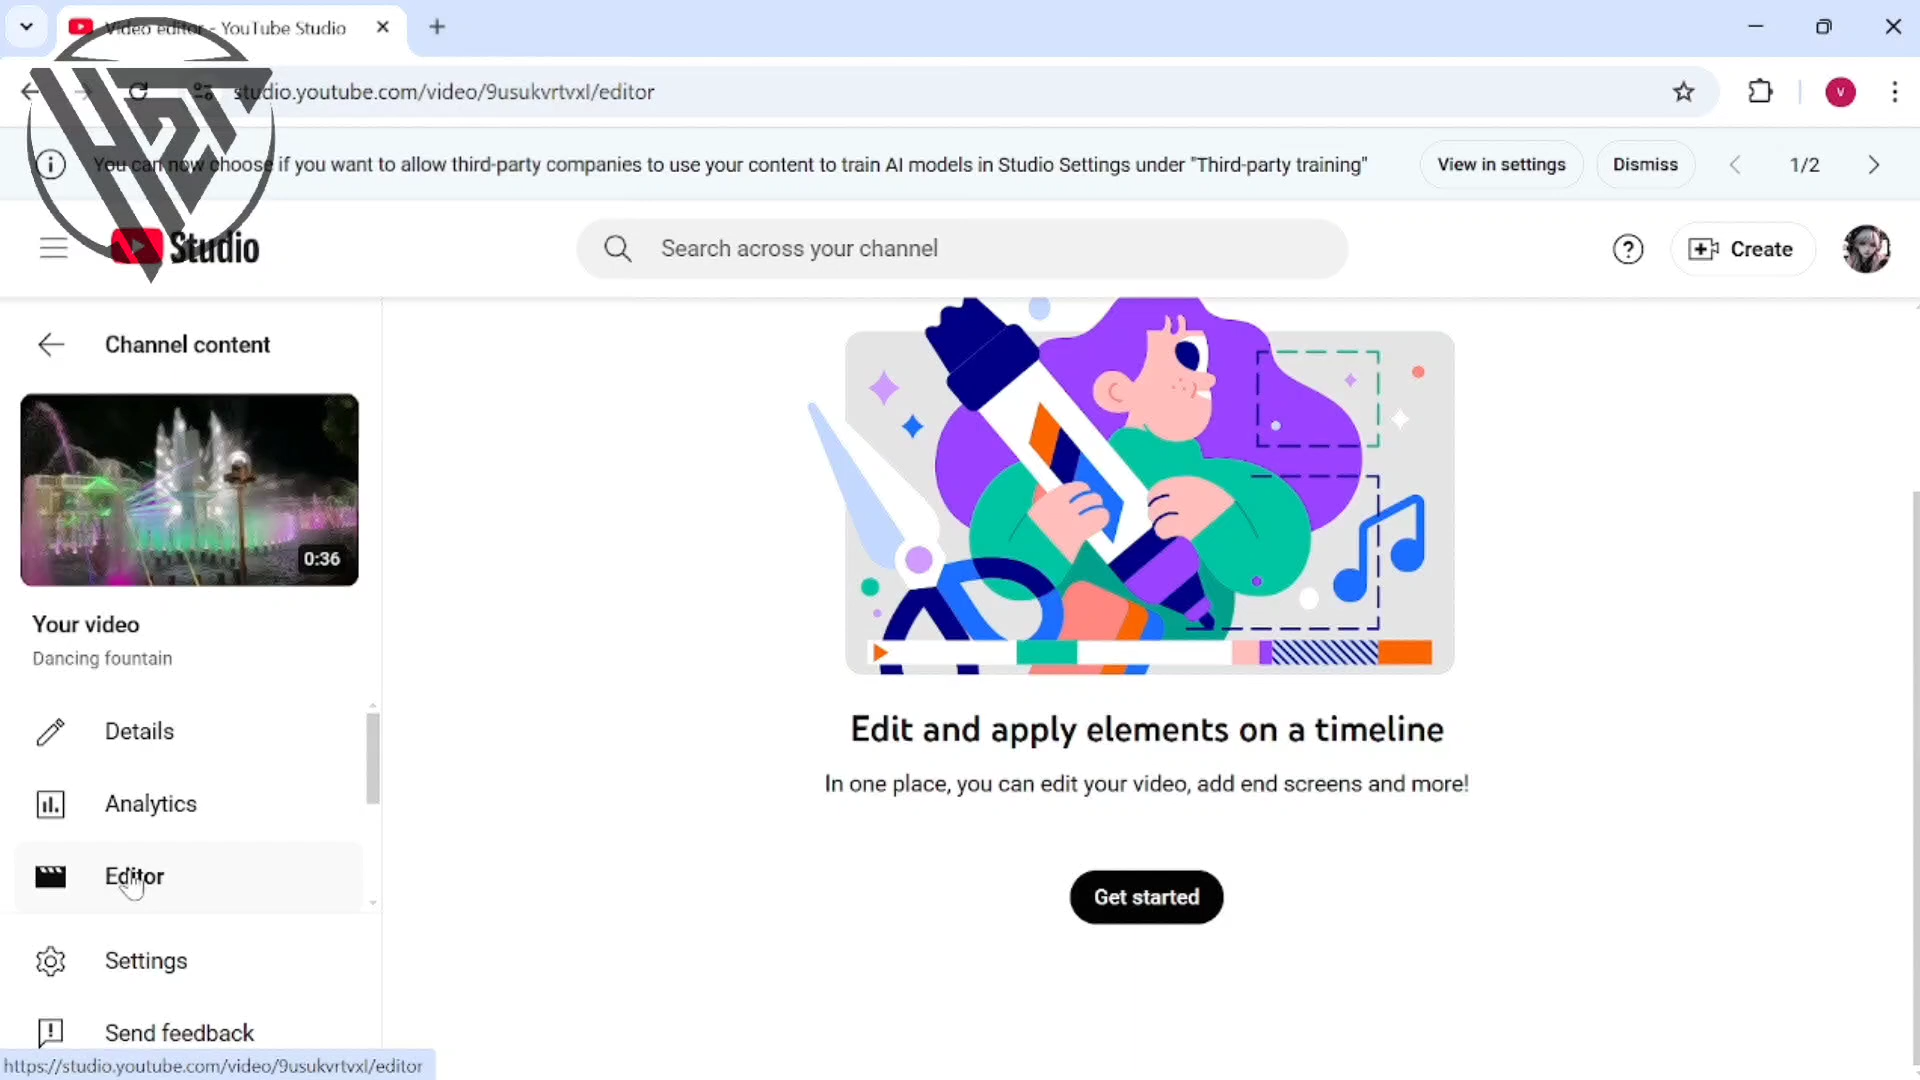 Video editor - YouTube Studio
studio.youtube.com/video/9usukvrtvxI/editor
V
You can now choose if you want to allow third-party companies to use your content to train AI models in Studio Settings under "Third-party training"
View in settings
Dismiss
1/2
Studio
Search across your channel
Create
Channel content
0:36
Your video
Dancing fountain
Details
Analytics
Editor
Settings
Send feedback
Edit and apply elements on a timeline
In one place, you can edit your video, add end screens and more!
Get started
https://studio.youtube.com/video/9usukvrtvxI/editor